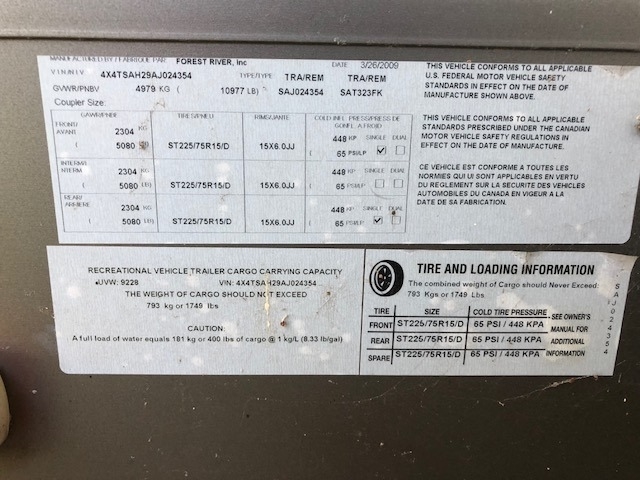 MANUFACTURED BY / FABRIQUE PAR FOREST RIVER, Inc DATE 3/26/2009
V I N/N I V 4X4TSAH29AJ024354 TYPE/TYPE TRA/REM TRA/REM
GVWR/PNBV 4979 KG ( 10977 LB) SAJ024354 SAT323FK
Coupler Size:
GAWR/PNBE TIRES/PNEU RIMS/JANTE COLD INFL PRESS/PRESS DE GONFL A FROID
FRONT/ AVANT 2304 KG 448 KP SINGLE DUAL
( 5080 ST225/75R15/D 15X6.0JJ ( 65 PSI/LP
INTERM/ NTERM 2304 KG 448 KP SINGLE DUAL
( 5080 LB) ST225/75R15/D 15X6.0JJ ( 65 PSI/LP
REAR/ ARRIERE 2304 KG 448 KP SINGLE DUAL
( 5080 LB) ST225/75R15/D 15X6.0JJ ( 65 PSI/LP
THIS VEHICLE CONFORMS TO ALL APPLICABLE
U.S. FEDERAL MOTOR VEHICLE SAFETY
STANDARDS IN EFFECT ON THE DATE OF
MANUFACTURE SHOWN ABOVE.
THIS VEHICLE CONFORMS TO ALL APPLICABLE
STANDARDS PRESCRIBED UNDER THE CANADIAN
MOTOR VEHICLE SAFETY REGULATIONS IN
EFFECT ON THE DATE OF MANUFACTURE.
CE VEHICLE EST CONFORME A TOUTES LES
NORMES QUI UI SONT APPLICABLES EN VERTU
DU REGLEMENT SUR LA SECURITE DES VEHICLES
AUTOMOBILES DU CANADA EN VIGEUR A LA
DATE DE SA FABRICATION.
RECREATIONAL VEHICLE TRAILER CARGO CARRYING CAPACITY
UVW: 9228 VIN: 4X4TSAH29AJ024354
THE WEIGHT OF CARGO SHOULD NOT EXCEED
793 kg or 1749 lbs
CAUTION:
A full load of water equals 181 kg or 400 lbs of cargo @ 1 kg/L (8.33 lb/gal)
TIRE AND LOADING INFORMATION
The combined weight of Cargo should Never Exceed:
793 Kgs or 1749 Lbs
TIRE SIZE COLD TIRE PRESSURE
FRONT ST225/75R15/D 65 PSI / 448 KPA
REAR ST225/75R15/D 65 PSI / 448 KPA
SPARE ST225/75R15/D 65 PSI / 448 KPA
SEE OWNER'S
MANUAL FOR
ADDITIONAL
INFORMATION
SAJ024354